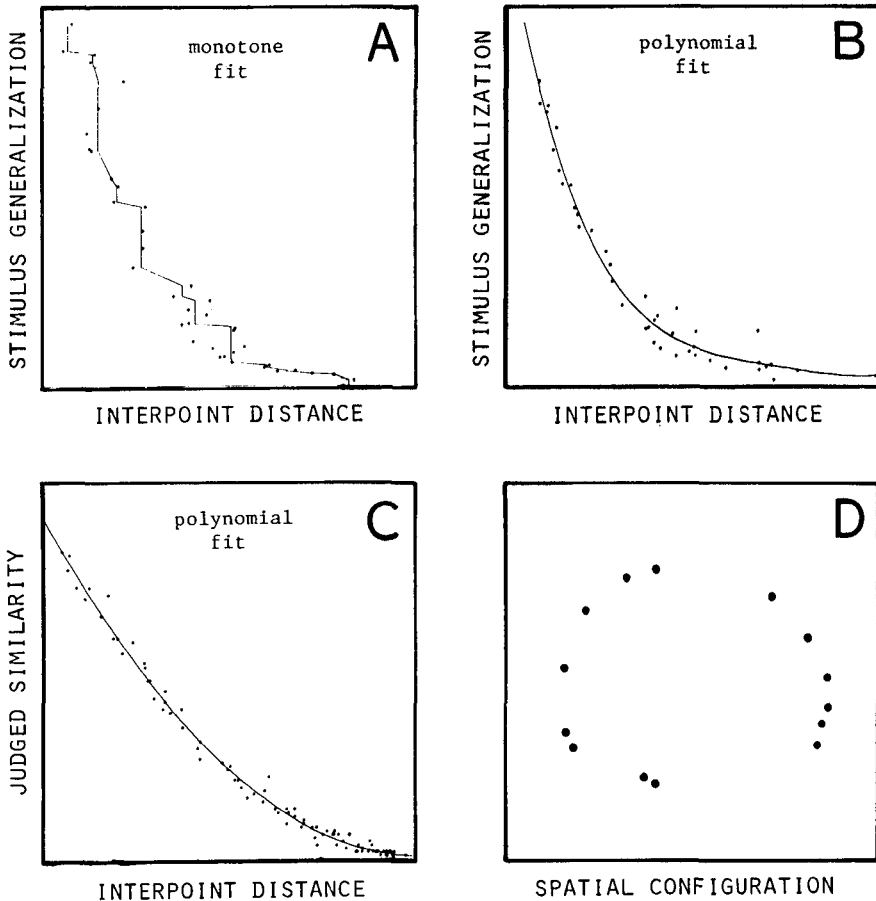 monotone
fit
A
STIMULUS GENERALIZATION
INTERPOINT DISTANCE
polynomial
fit
B
STIMULUS GENERALIZATION
INTERPOINT DISTANCE
polynomial
fit
C
JUDGED SIMILARITY
INTERPOINT DISTANCE
D
SPATIAL CONFIGURATION